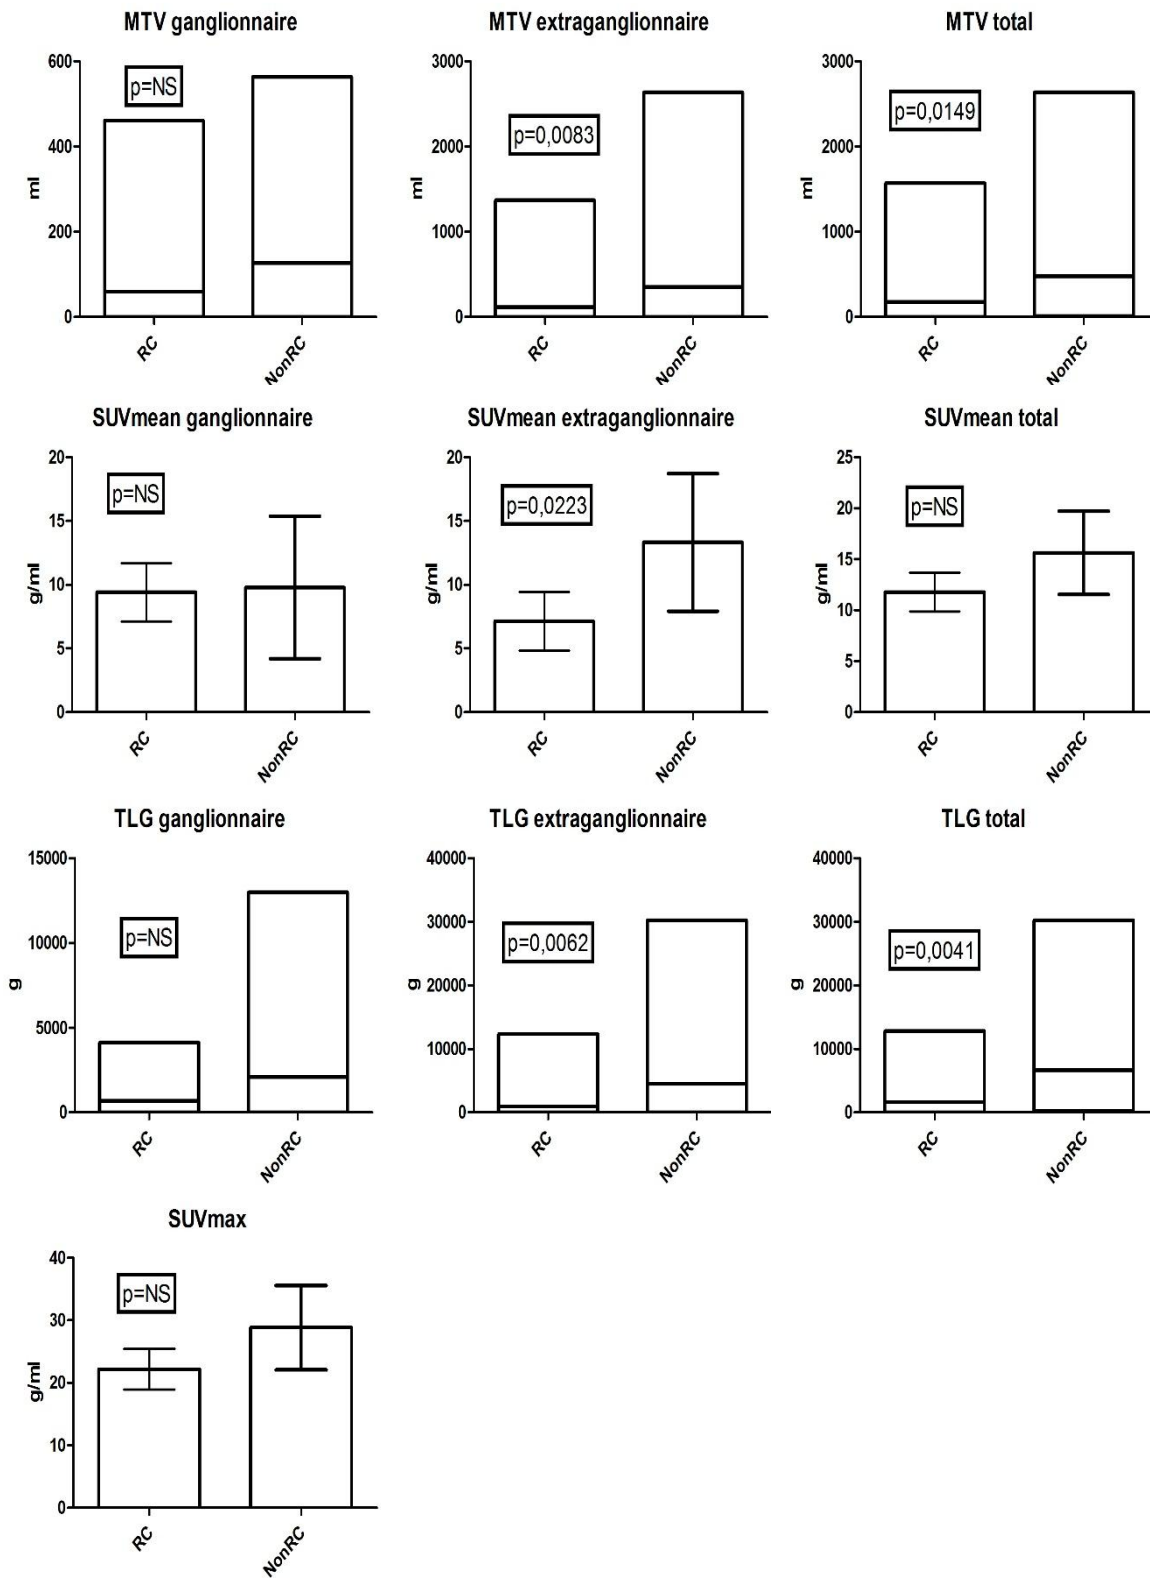 MTV ganglionnaire
600
400
200
0
ml
p=NS
RC
NonRC
MTV extraganglionnaire
3000
2000
1000
0
ml
p=0,0083
RC
NonRC
MTV total
3000
2000
1000
0
ml
p=0,0149
RC
NonRC
SUVmean ganglionnaire
20
15
10
5
0
g/ml
p=NS
RC
NonRC
SUVmean extraganglionnaire
20
15
10
5
0
g/ml
p=0,0223
RC
NonRC
SUVmean total
25
20
15
10
5
0
g/ml
p=NS
RC
NonRC
TLG ganglionnaire
15000
10000
5000
0
g
p=NS
RC
NonRC
TLG extraganglionnaire
40000
30000
20000
10000
0
g
p=0,0062
RC
NonRC
TLG total
40000
30000
20000
10000
0
g
p=0,0041
RC
NonRC
SUVmax
40
30
20
10
0
g/ml
p=NS
RC
NonRC